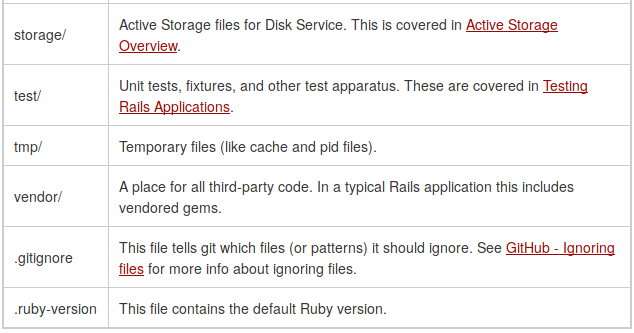 storage/
Active Storage files for Disk Service. This is covered in Active Storage
Overview.
test/
Unit tests, fixtures, and other test apparatus. These are covered in Testing
Rails Applications.
tmp/
Temporary files (like cache and pid files).
vendor/
A place for all third-party code. In a typical Rails application this includes
vendored gems.
.gitignore
This file tells git which files (or patterns) it should ignore. See GitHub - Ignoring
files for more info about ignoring files.
.ruby-version
This file contains the default Ruby version.